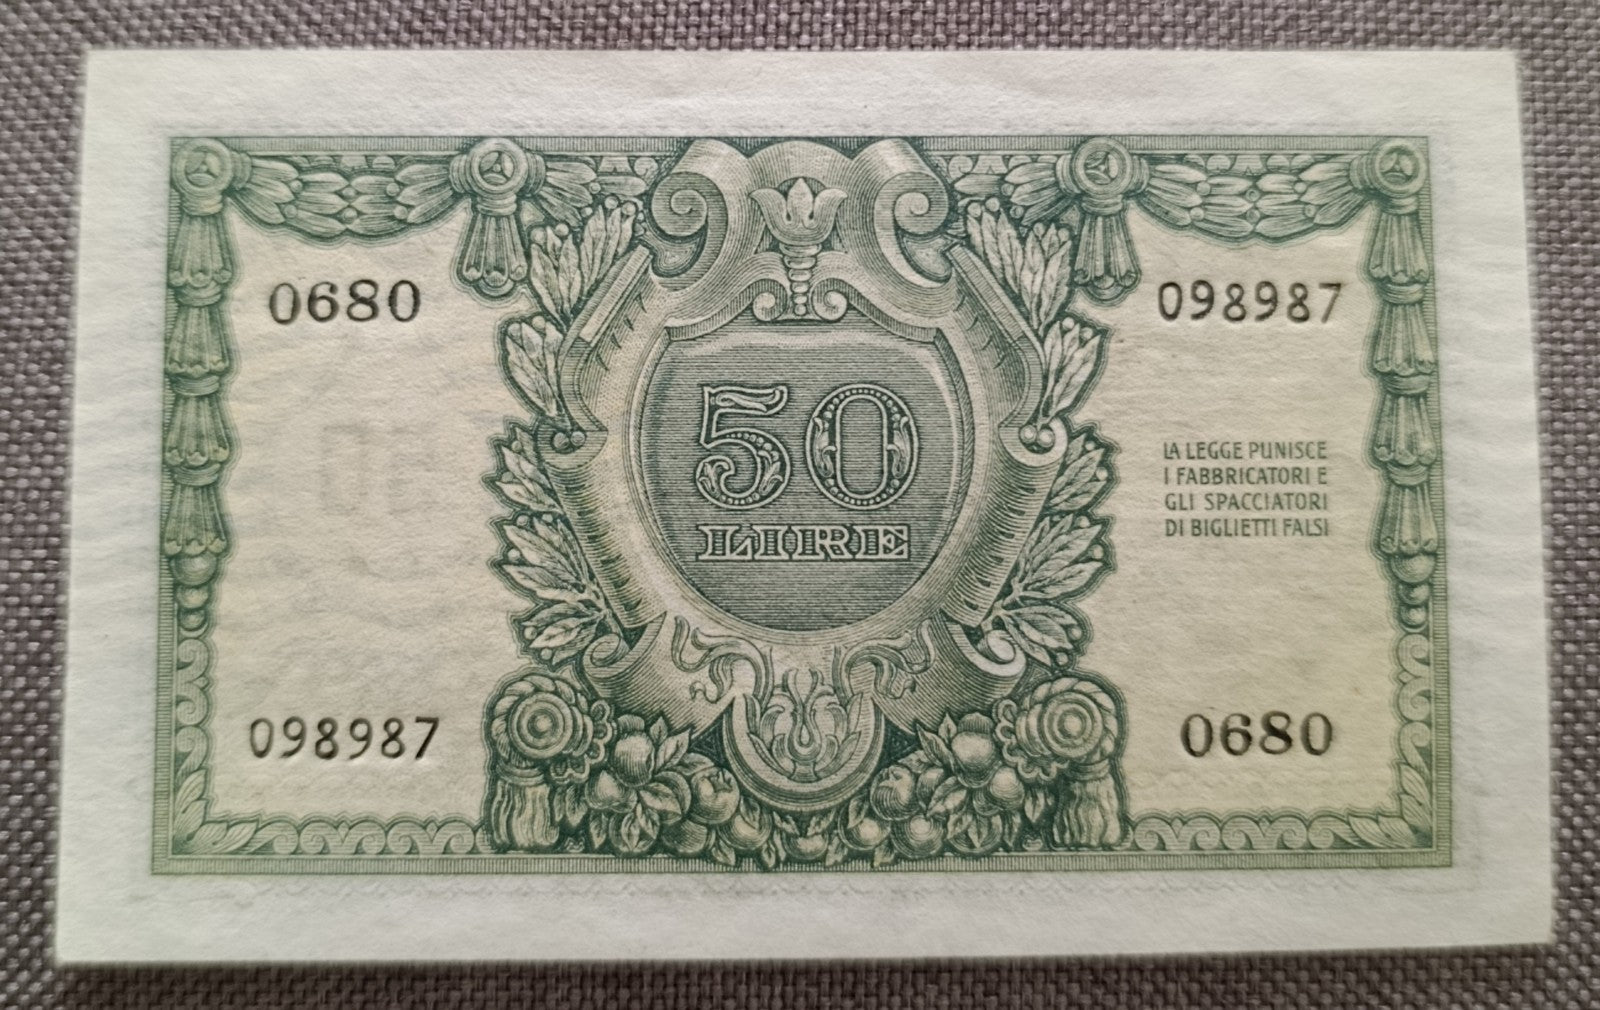 0680
098987
50
LIRE
LA LEGGE PUNISCE
I FABBRICATORI E
GLI SPACCIATORI
DI BIGLIETTI FALSI
098987
0680